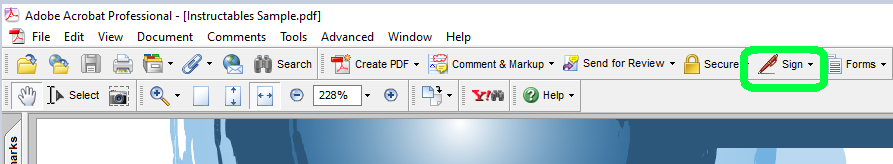 Adobe Acrobat Professional - [Instructables Sample.pdf]
File Edit View Document Comments Tools Advanced Window Help
Search Create PDF Comment & Markup Send for Review Secure Sign Forms
Select 228% Y! Help
marks